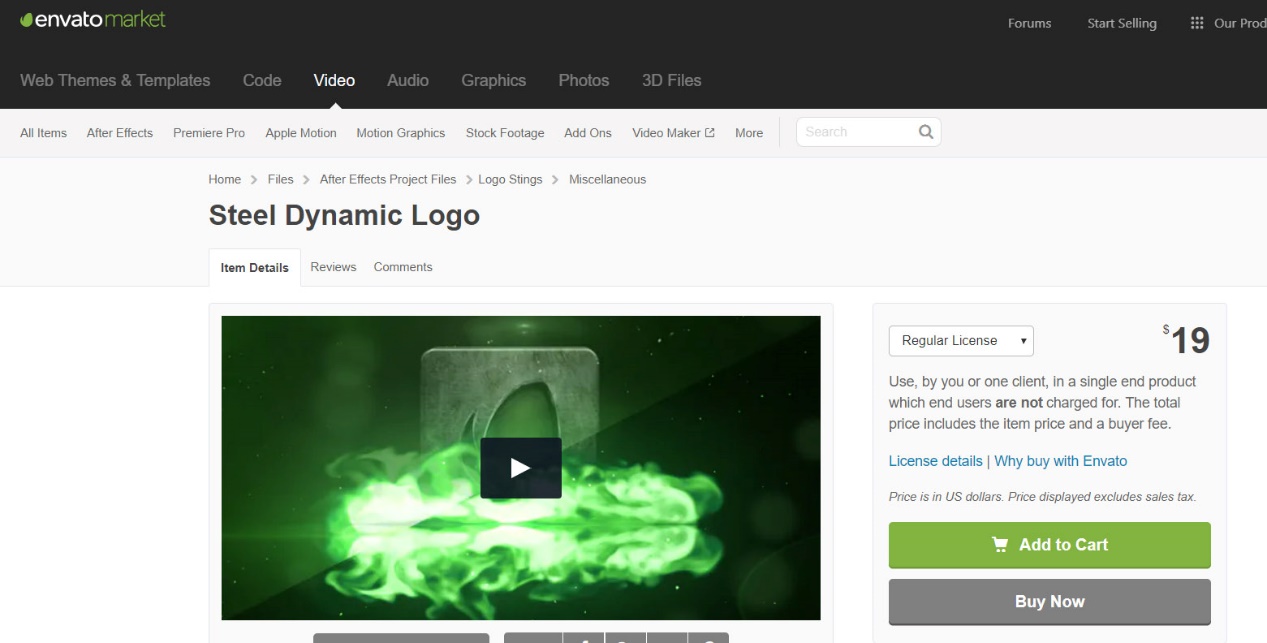 envatomarket
Forums Start Selling Our Prod
Web Themes & Templates Code Video Audio Graphics Photos 3D Files
All Items After Effects Premiere Pro Apple Motion Motion Graphics Stock Footage Add Ons Video Maker More Search
Home Files After Effects Project Files Logo Stings Miscellaneous
Steel Dynamic Logo
Item Details Reviews Comments
Regular License $19
Use, by you or one client, in a single end product
which end users are not charged for. The total
price includes the item price and a buyer fee.
License details | Why buy with Envato
Price is in US dollars. Price displayed excludes sales tax.
Add to Cart
Buy Now